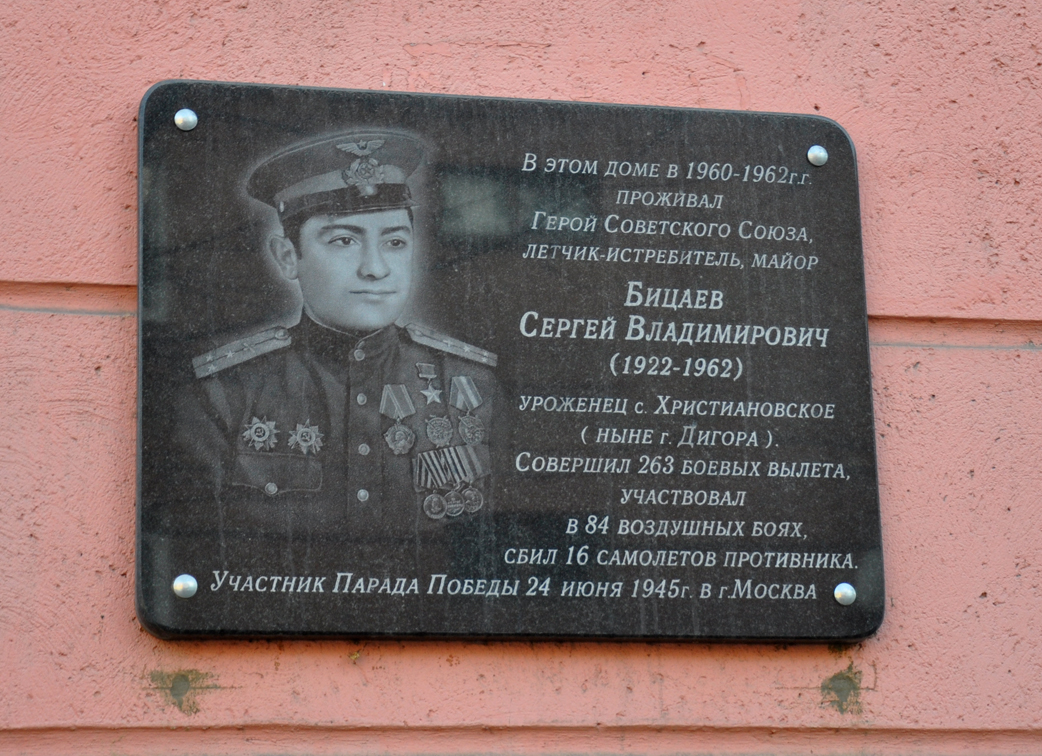 В этом доме в 1960-1962г.г.
проживал
Герой Советского Союза,
летчик-истребитель, майор
Бицаев
Сергей Владимирович
(1922-1962)
уроженец с. Христиановское
( ныне г. Дигора ).
Совершил 263 боевых вылета,
участвовал
в 84 воздушных боях,
сбил 16 самолетов противника.
Участник Парада Победы 24 июня 1945г. в г.Москва